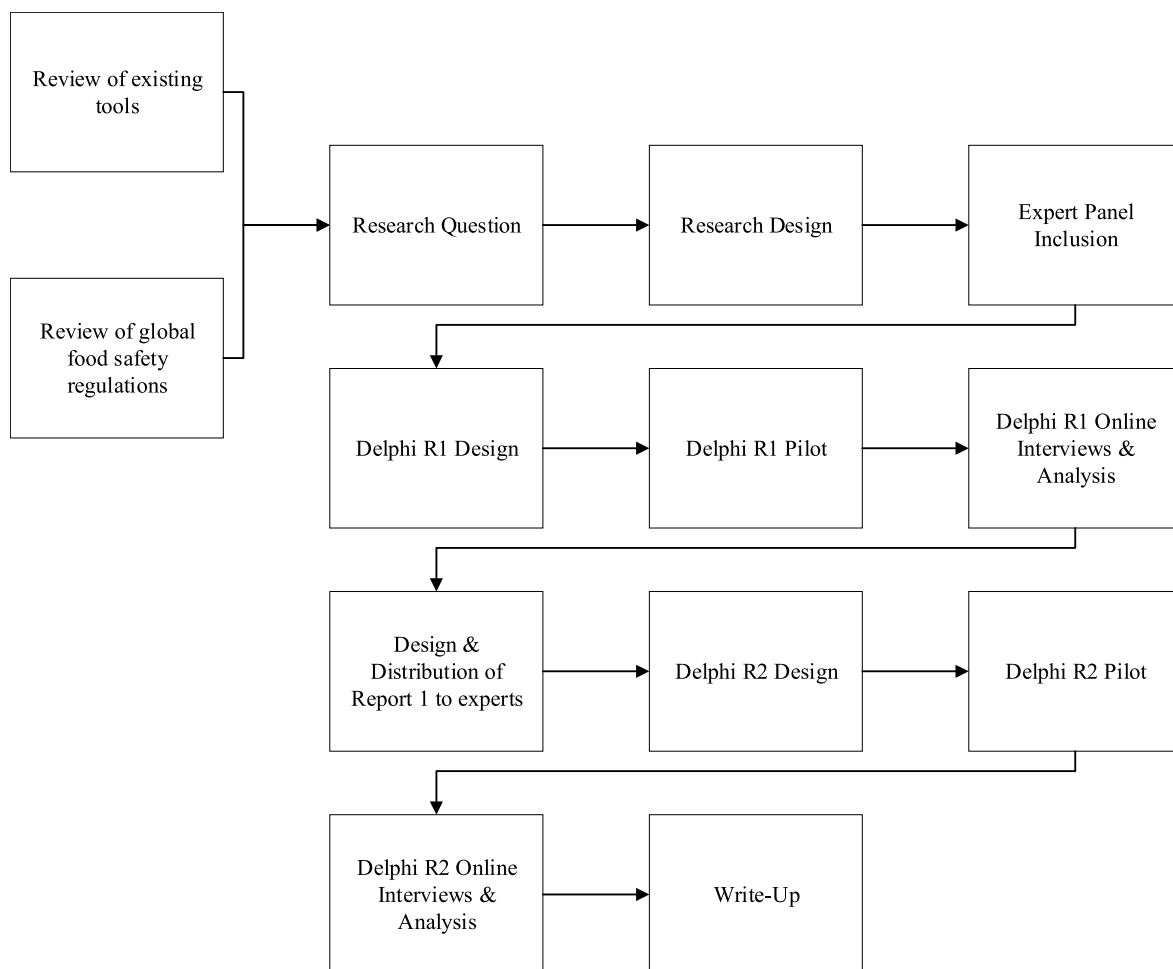 Review of existing
tools
Review of global
food safety
regulations
Research Question
Research Design
Expert Panel
Inclusion
Delphi R1 Design
Delphi R1 Pilot
Delphi R1 Online
Interviews &
Analysis
Design &
Distribution of
Report 1 to experts
Delphi R2 Design
Delphi R2 Pilot
Delphi R2 Online
Interviews &
Analysis
Write-Up